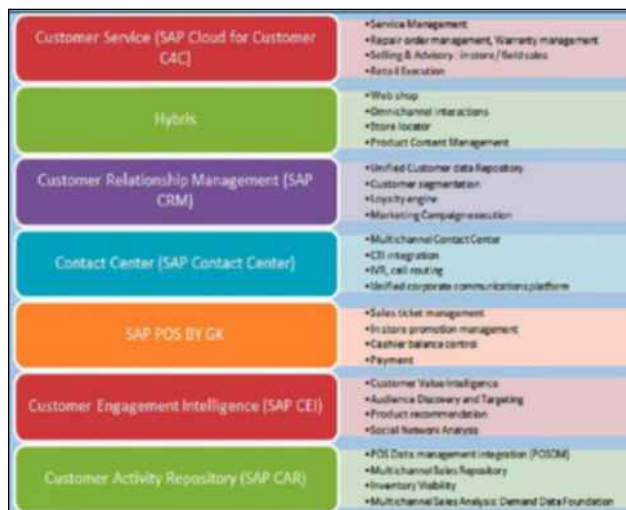 Customer Service (SAP Cloud for Customer
C4C)
•Service Management
•Repair order management, Warranty management
•Selling & Advisory : in store / field sales
•Retail Execution
Hybris
•Web shop
•Omnichannel interactions
•Store locator
•Product Content Management
Customer Relationship Management (SAP
CRM)
•Unified Customer data Repository
•Customer segmentation
•Loyalty engine
•Marketing Campaign execution
Contact Center (SAP Contact Center)
•Multichannel Contact Center
•CTI integration
•IVR, call routing
•Unified corporate communications platform
SAP POS BY GK
•Sales ticket management
•In store promotion management
•Cashier balance control
•Payment
Customer Engagement Intelligence (SAP CEI)
•Customer Value Intelligence
•Audience Discovery and Targeting
•Product recommendation
•Social Network Analysis
Customer Activity Repository (SAP CAR)
•POS Data management integration (POSDM)
•Multichannel Sales Repository
•Inventory Visibility
•Multichannel Sales Analysis: Demand Data Foundation